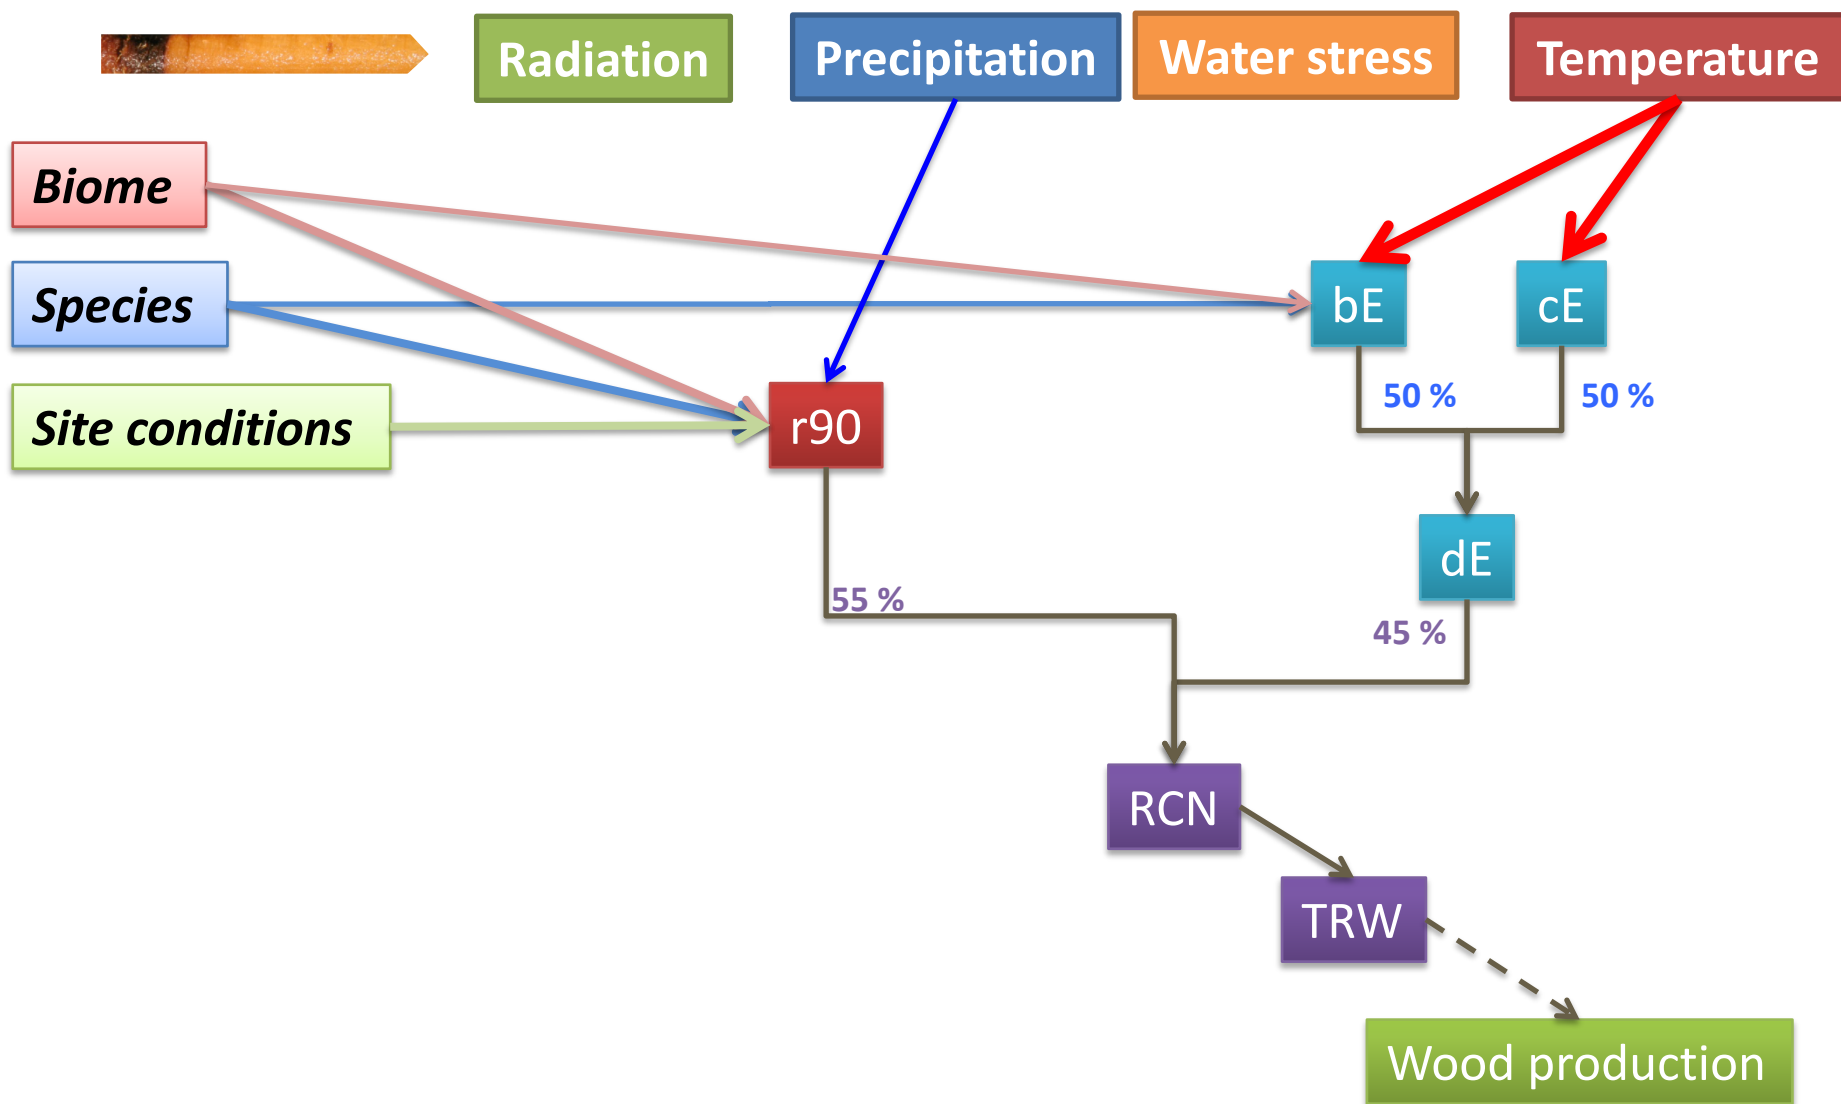 Radiation
Precipitation
Water stress
Temperature
Biome
Species
bE
cE
Site conditions
r90
50 %
50 %
dE
55 %
45 %
RCN
TRW
Wood production